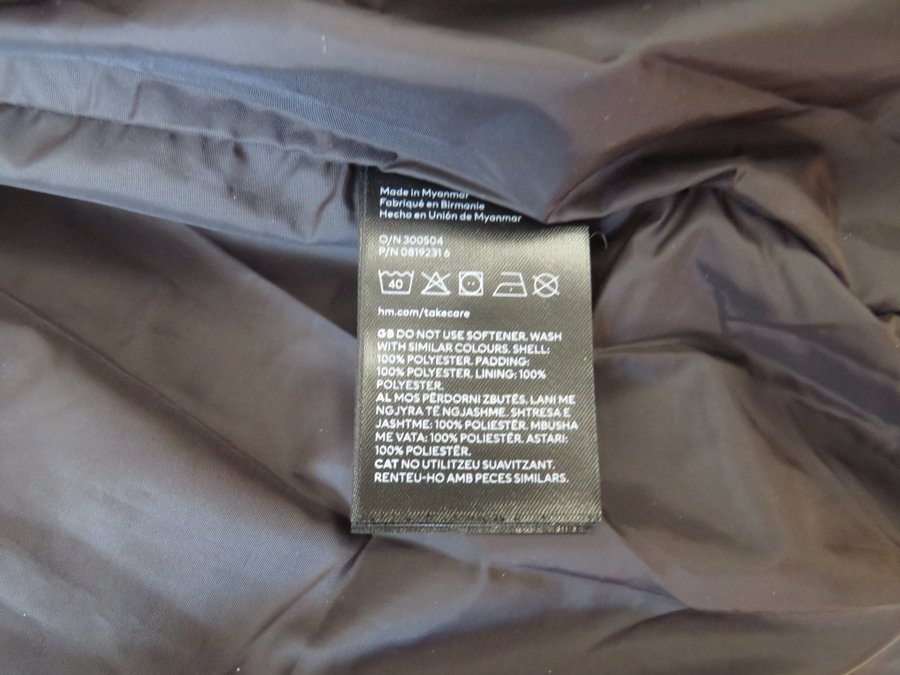 Made in Myanmar
Fabriqué en Birmanie
Hecho en Unión de Myanmar
O/N 300504
P/N 0819231 6
40
hm.com/takecare
GB DO NOT USE SOFTENER. WASH
WITH SIMILAR COLOURS. SHELL:
100% POLYESTER. PADDING:
100% POLYESTER. LINING: 100%
POLYESTER.
AL MOS PËRDORNI ZBUTËS. LANI ME
NGJYRA TË NGJASHME. SHTRESA E
JASHTME: 100% POLIESTËR. MBUSHA
ME VATA: 100% POLIESTËR. ASTARI:
100% POLIESTËR.
CAT NO UTILITZEU SUAVITZANT.
RENTEU-HO AMB PECES SIMILARS.